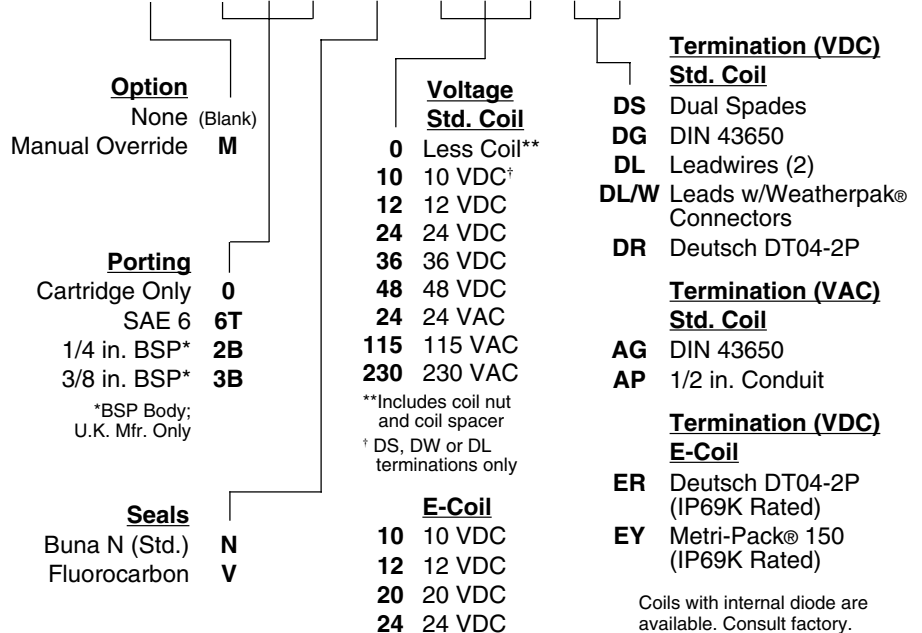 Option
None (Blank)
Manual Override M
Porting
Cartridge Only 0
SAE 6 6T
1/4 in. BSP* 2B
3/8 in. BSP* 3B
*BSP Body;
U.K. Mfr. Only
Seals
Buna N (Std.) N
Fluorocarbon V
Voltage
Std. Coil
0 Less Coil**
10 10 VDC†
12 12 VDC
24 24 VDC
36 36 VDC
48 48 VDC
24 24 VAC
115 115 VAC
230 230 VAC
**Includes coil nut
and coil spacer
† DS, DW or DL
terminations only
E-Coil
10 10 VDC
12 12 VDC
20 20 VDC
24 24 VDC
Termination (VDC)
Std. Coil
DS Dual Spades
DG DIN 43650
DL Leadwires (2)
DL/W Leads w/Weatherpak®
Connectors
DR Deutsch DT04-2P
Termination (VAC)
Std. Coil
AG DIN 43650
AP 1/2 in. Conduit
Termination (VDC)
E-Coil
ER Deutsch DT04-2P
(IP69K Rated)
EY Metri-Pack® 150
(IP69K Rated)
Coils with internal diode are
available. Consult factory.